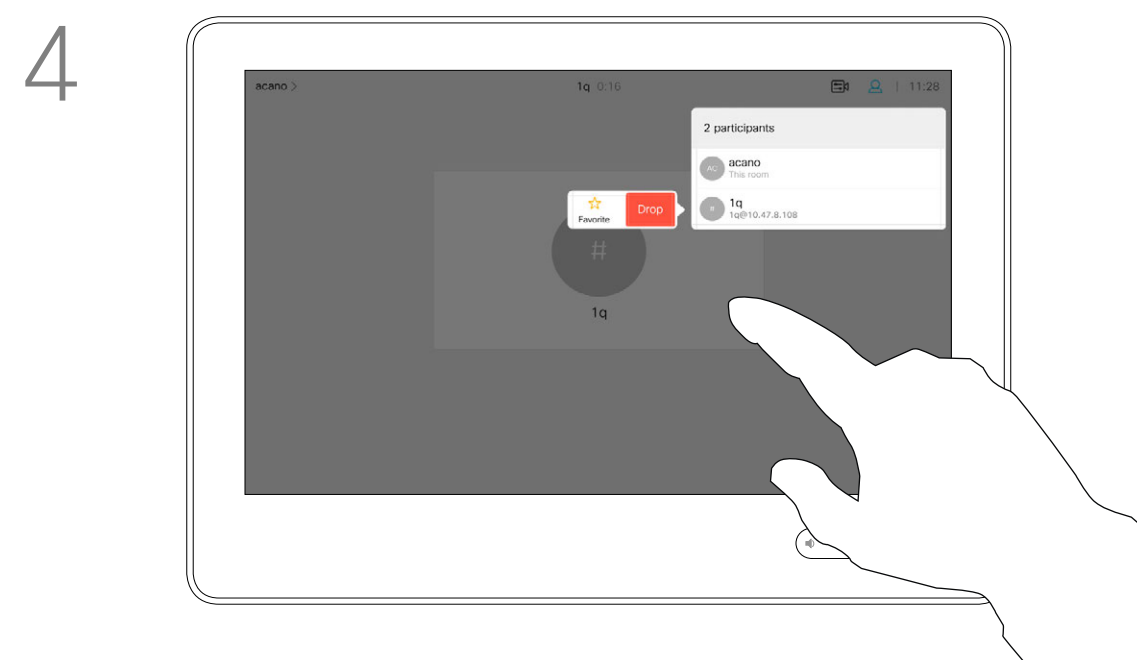 4
acano >
1q 0:16
| 11:28
2 participants
AC
acano
This room
Favorite
Drop
#
1q
1q@10.47.8.108
#
1q